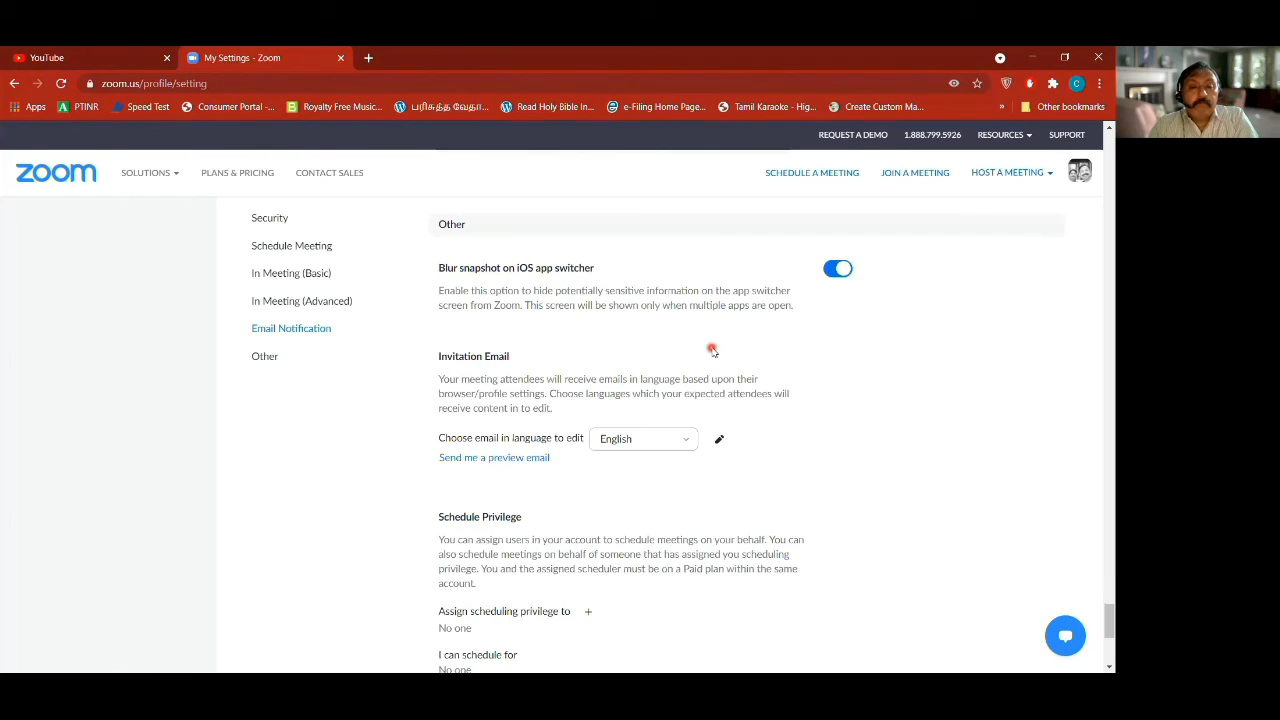 YouTube
My Settings - Zoom
zoom.us/profile/setting
C
Apps
PTINR
Speed Test
Consumer Portal -...
Royalty Free Music...
பரிசுத்த வேதா...
Read Holy Bible In...
e-Filing Home Page...
Tamil Karaoke - Hig...
Create Custom Ma...
»
Other bookmarks
REQUEST A DEMO
1.888.799.5926
RESOURCES
SUPPORT
zoom
SOLUTIONS
PLANS & PRICING
CONTACT SALES
SCHEDULE A MEETING
JOIN A MEETING
HOST A MEETING
Security
Schedule Meeting
In Meeting (Basic)
In Meeting (Advanced)
Email Notification
Other
Other
Blur snapshot on iOS app switcher
Enable this option to hide potentially sensitive information on the app switcher
screen from Zoom. This screen will be shown only when multiple apps are open.
Invitation Email
Your meeting attendees will receive emails in language based upon their
browser/profile settings. Choose languages which your expected attendees will
receive content in to edit.
Choose email in language to edit
English
Send me a preview email
Schedule Privilege
You can assign users in your account to schedule meetings on your behalf. You can
also schedule meetings on behalf of someone that has assigned you scheduling
privilege. You and the assigned scheduler must be on a Paid plan within the same
account.
Assign scheduling privilege to +
No one
I can schedule for
No one